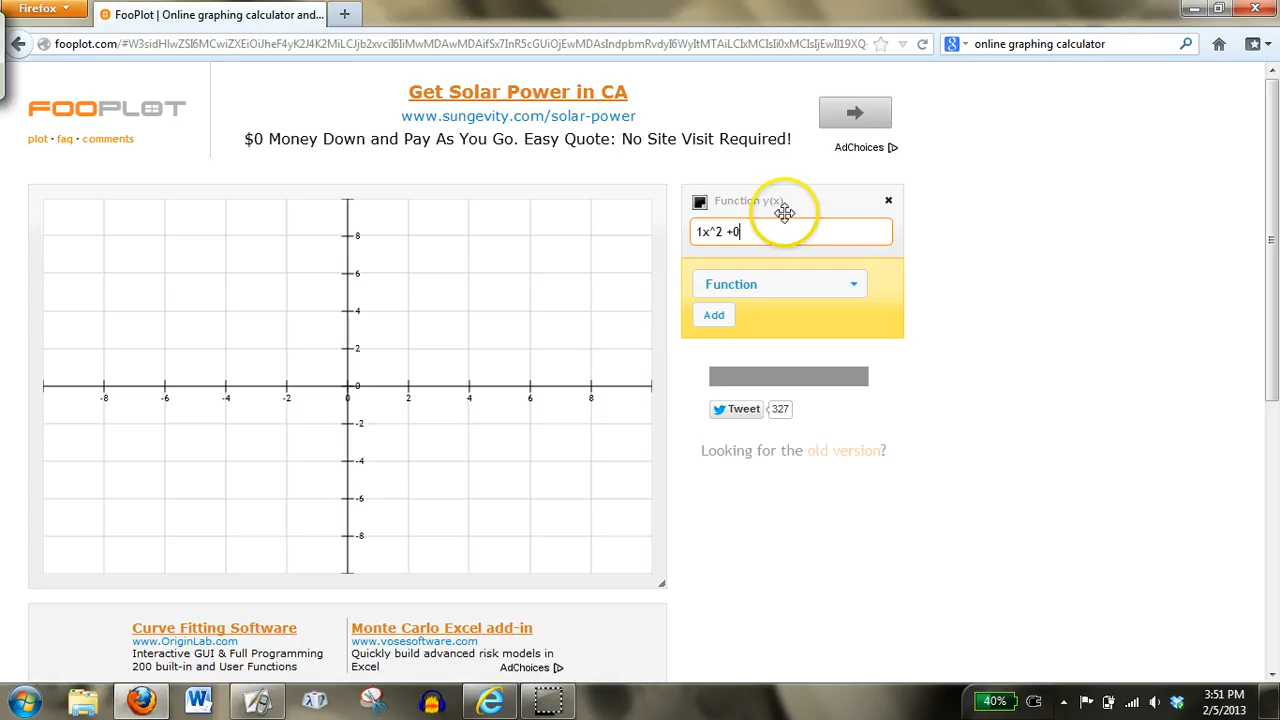 Firefox
FooPlot | Online graphing calculator and...
fooplot.com/#W3sidHlwZSI6MCwiZXEiOiJheF4yK2J4K2MiLCJjb2xvciI6IiMwMDAwMDAifSx7InR5cGUiOjEwMDAsIndpbmRvdyI6WyItMTAiLCIxMCIsIi0xMCIsIjEwIl19XQ-
online graphing calculator
FOOPLOT
plot · faq · comments
Get Solar Power in CA
www.sungevity.com/solar-power
$0 Money Down and Pay As You Go. Easy Quote: No Site Visit Required!
AdChoices
Function y(x)
1x^2 +0
Function
Add
8
6
4
2
0
-8 -6 -4 -2 0 2 4 6 8
-2
-4
-6
-8
Tweet 327
Looking for the old version?
Curve Fitting Software
www.OriginLab.com
Interactive GUI & Full Programming
200 built-in and User Functions
Monte Carlo Excel add-in
www.vosesoftware.com
Quickly build advanced risk models in
Excel
AdChoices
40%
3:51 PM
2/5/2013